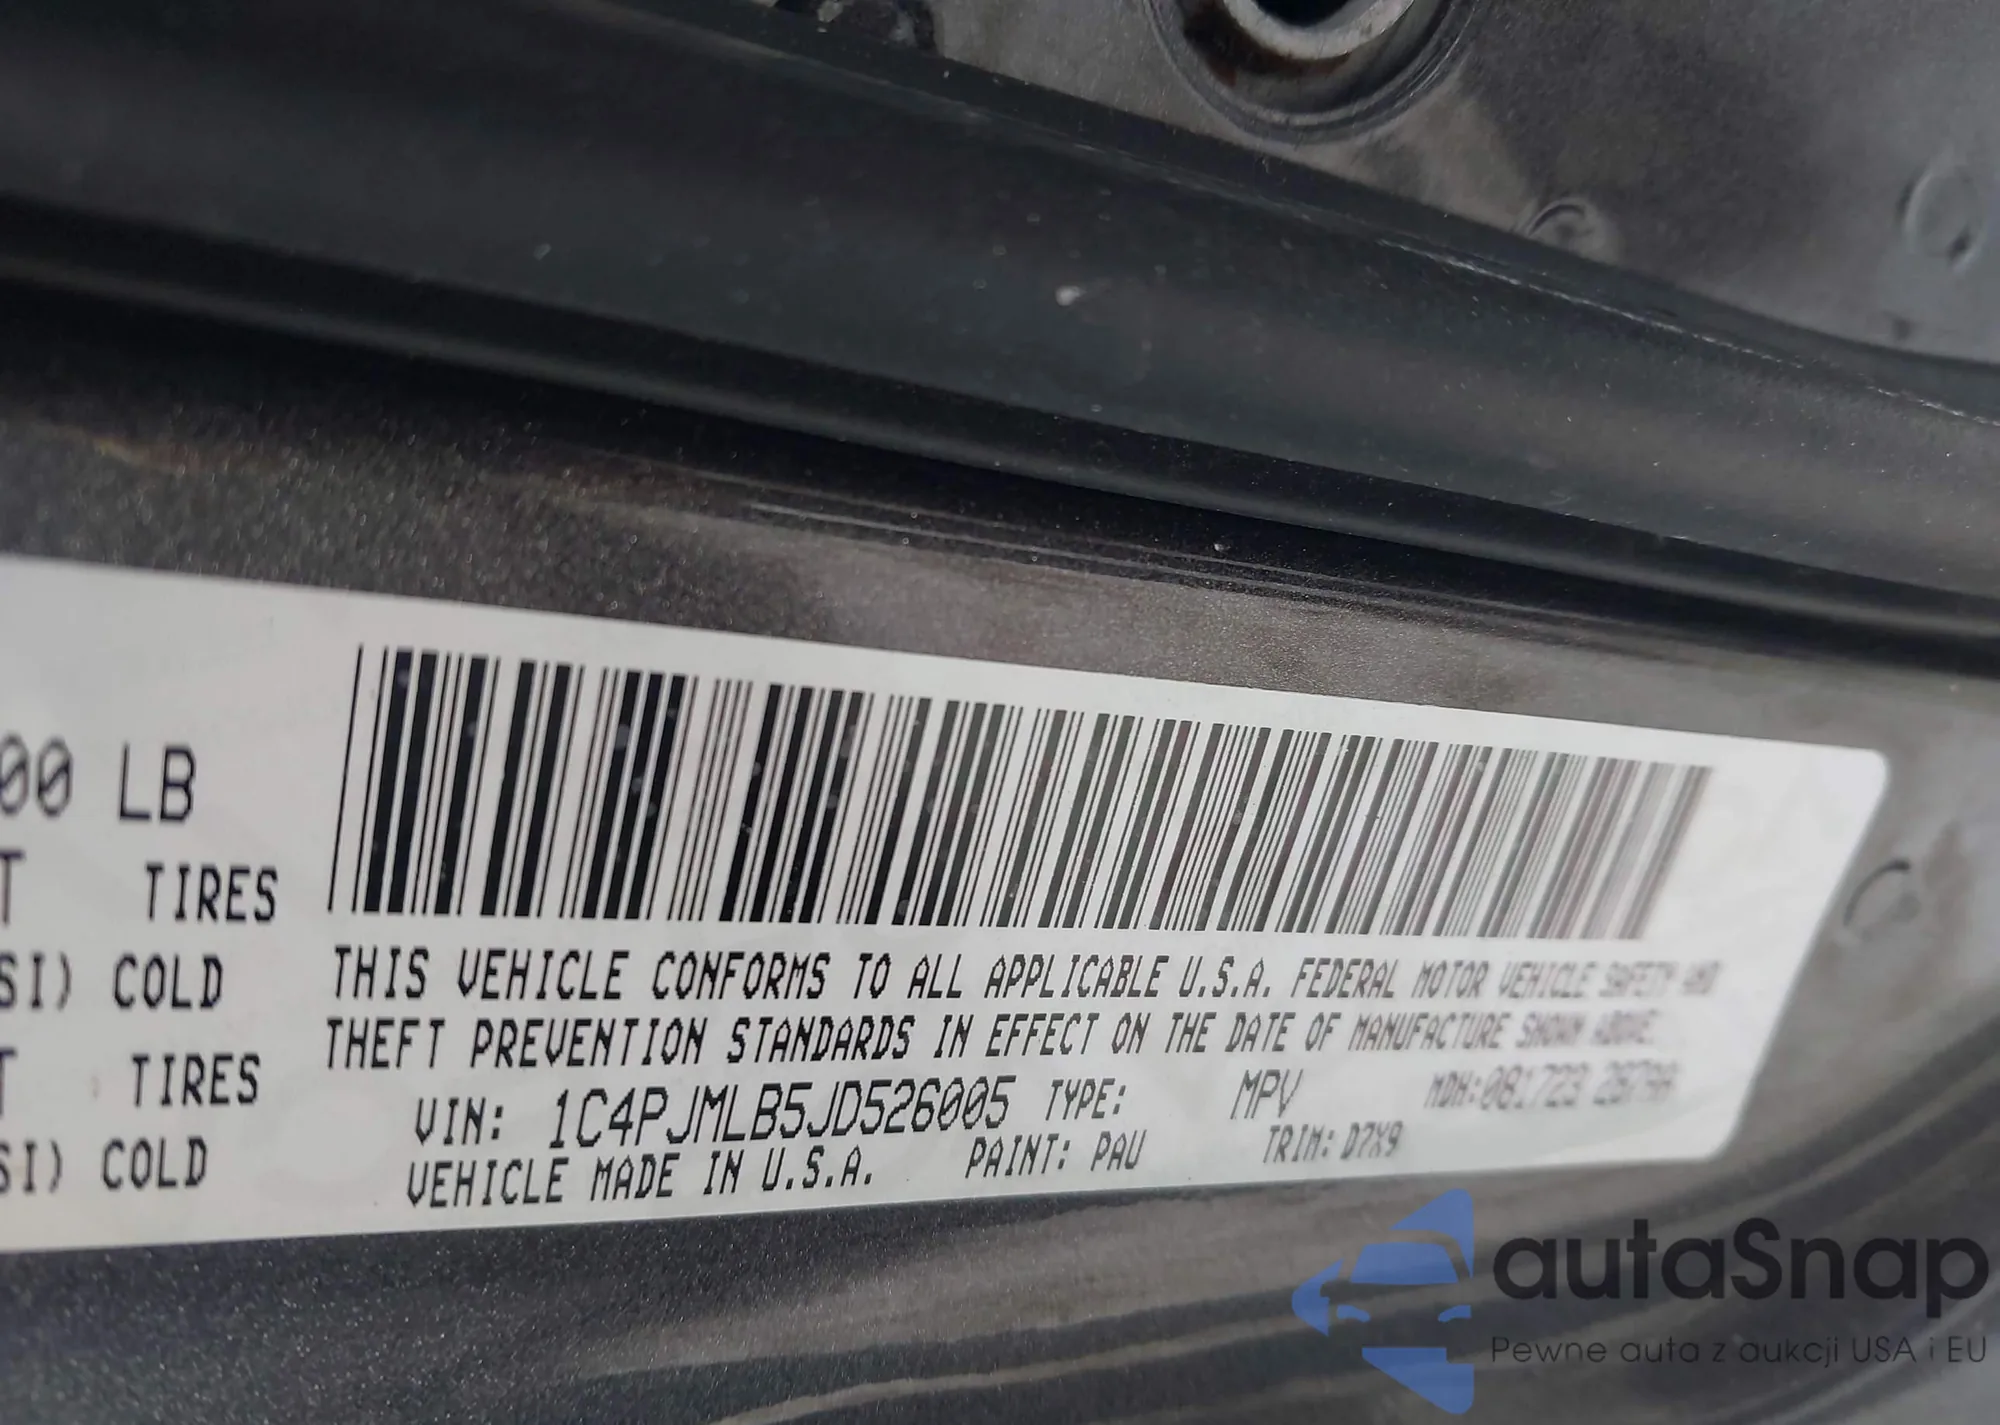 00 LB
T TIRES
SI) COLD
T TIRES
SI) COLD
THIS VEHICLE CONFORMS TO ALL APPLICABLE U.S.A. FEDERAL MOTOR VEHICLE SAFETY AND
THEFT PREVENTION STANDARDS IN EFFECT ON THE DATE OF MANUFACTURE SHOWN ABOVE.
VIN: 1C4PJMLB5JD526005 TYPE: MPV MDH:081723
VEHICLE MADE IN U.S.A. PAINT: PAU TRIM: D7X9
autaSnap
Pewne auta z aukcji USA i EU